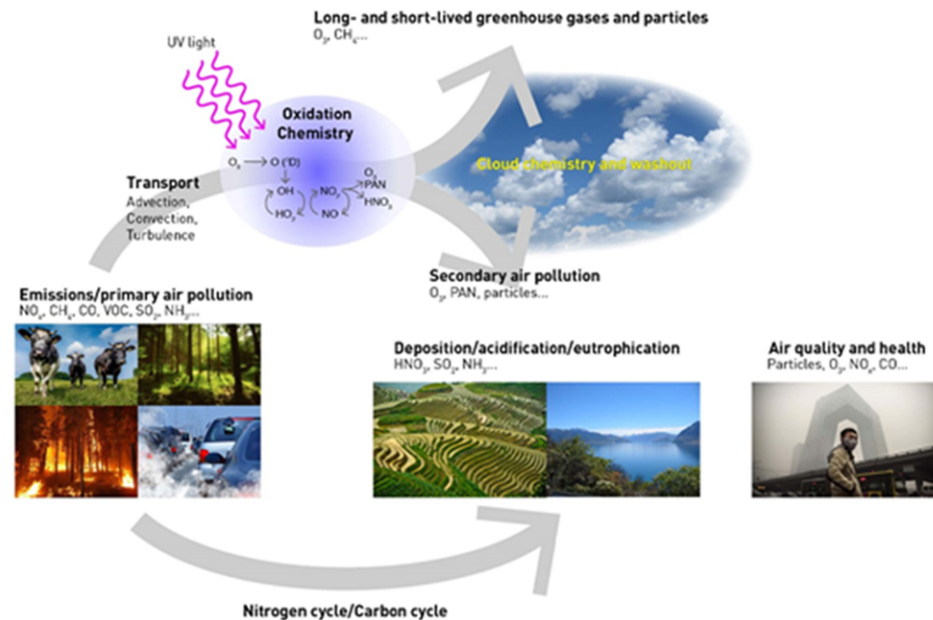 Long- and short-lived greenhouse gases and particles
O₃, CH₄...
UV light
Oxidation
Chemistry
O₃ → O (¹D)
OH
NO₂
O₃
PAN
HNO₃
HO₂
NO
Cloud chemistry and washout
Transport
Advection,
Convection,
Turbulence
Secondary air pollution
O₃, PAN, particles...
Emissions/primary air pollution
NOₓ, CH₄, CO, VOC, SO₂, NH₃...
Deposition/acidification/eutrophication
HNO₃, SO₂, NH₃...
Air quality and health
Particles, O₃, NOₓ, CO...
Nitrogen cycle/Carbon cycle